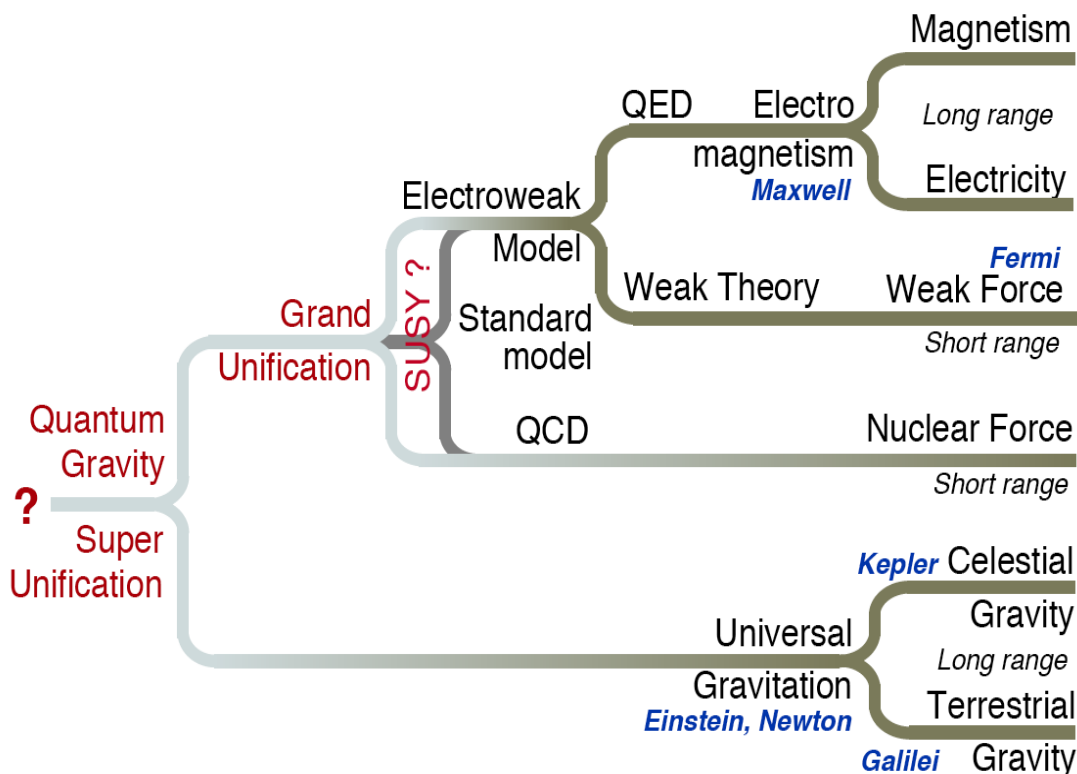 Magnetism
QED
Electro
Long range
magnetism
Maxwell
Electricity
Electroweak
Model
Fermi
Weak Theory
Weak Force
Short range
Grand
Unification
SUSY ?
Standard
model
QCD
Nuclear Force
Short range
Quantum
Gravity
?
Super
Unification
Kepler Celestial
Gravity
Universal
Gravitation
Einstein, Newton
Long range
Terrestrial
Galilei Gravity